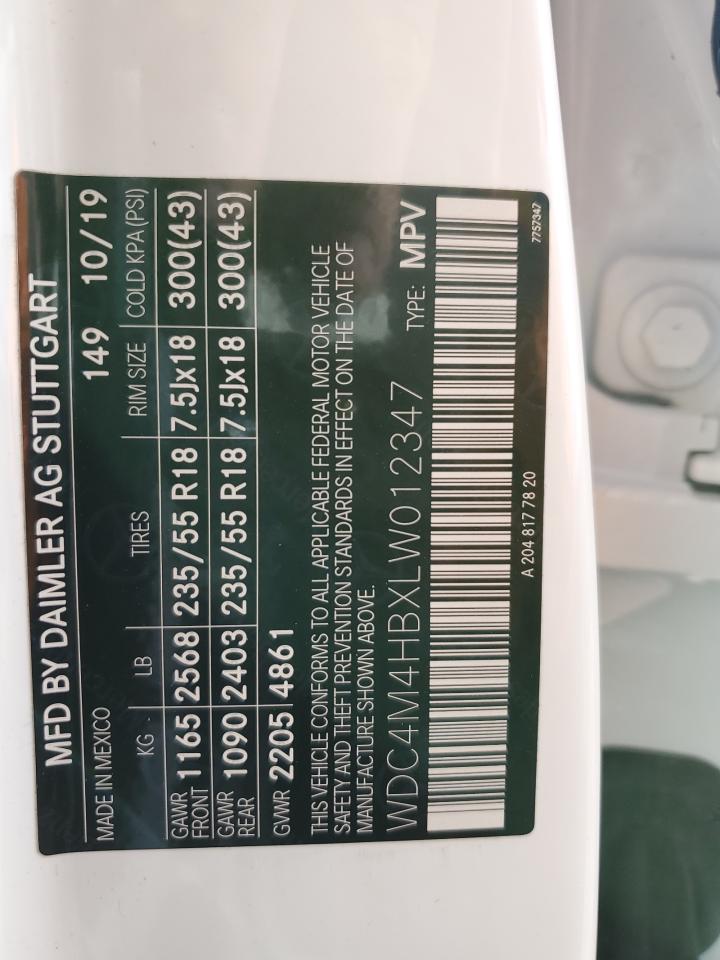 MFD BY DAIMLER AG STUTTGART
MADE IN MEXICO 149 10/19
KG LB TIRES RIM SIZE COLD KPA (PSI)
GAWR FRONT 1165 2568 235/55 R18 7.5Jx18 300(43)
GAWR REAR 1090 2403 235/55 R18 7.5Jx18 300(43)
GVWR 2205 4861
THIS VEHICLE CONFORMS TO ALL APPLICABLE FEDERAL MOTOR VEHICLE
SAFETY AND THEFT PREVENTION STANDARDS IN EFFECT ON THE DATE OF
MANUFACTURE SHOWN ABOVE.
WDC4M4HBXLW012347 TYPE: MPV
A 204 817 78 20 7757347